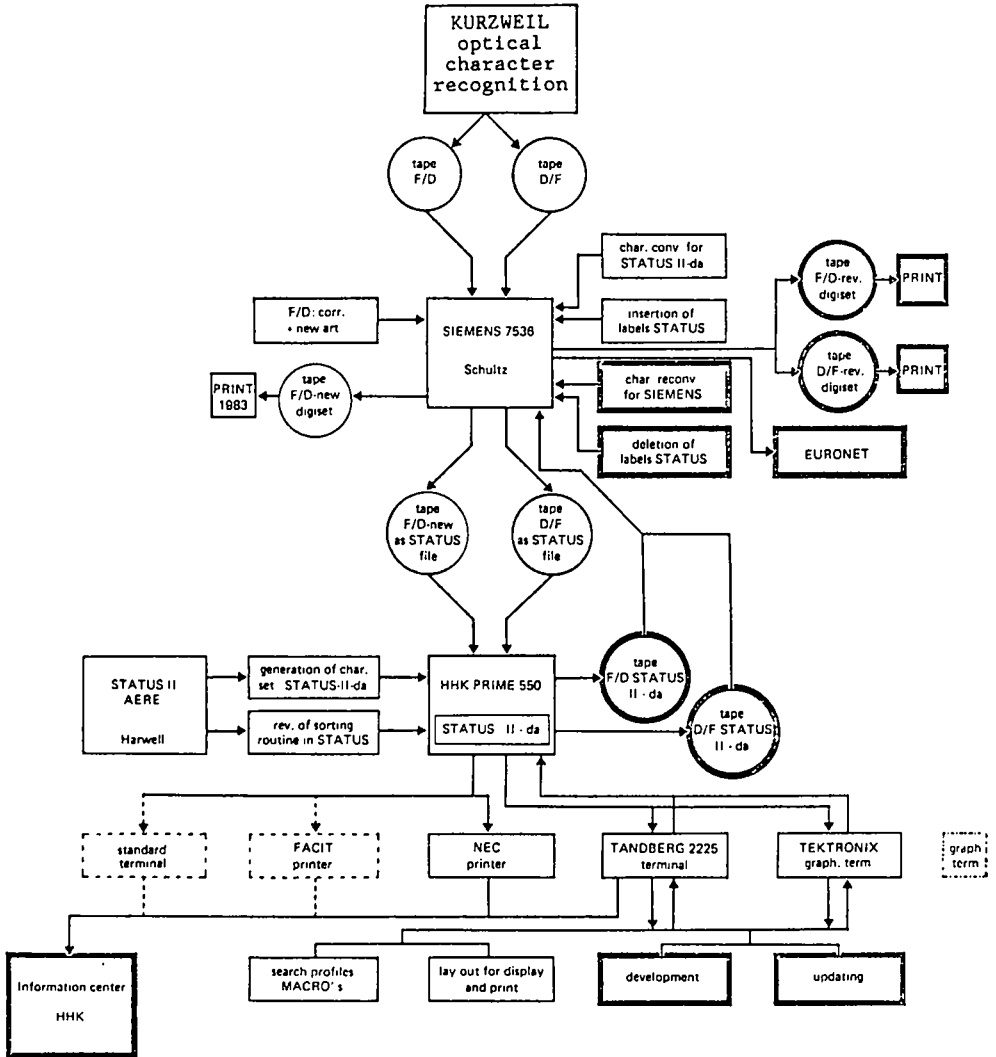 KURZWEIL
optical
character
recognition
tape
F/D
tape
D/F
char. conv for
STATUS II-da
tape
F/D-rev.
digiset
PRINT
F/D: corr.
+ new art
SIEMENS 7536
Schultz
insertion of
labels STATUS
tape
D/F-rev.
digiset
PRINT
PRINT
1983
tape
F/D-new
digiset
char reconv
for SIEMENS
deletion of
labels STATUS
EURONET
tape
F/D-new
as STATUS
file
tape
D/F
as STATUS
file
STATUS II
AERE
Harwell
generation of char.
set STATUS-II-da
rev. of sorting
routine in STATUS
HHK PRIME 550
STATUS II - da
tape
F/D STATUS
II - da
tape
D/F STATUS
II - da
standard
terminal
FACIT
printer
NEC
printer
TANDBERG 2225
terminal
TEKTRONIX
graph. term
graph
term
Information center
HHK
search profiles
MACRO's
lay out for display
and print
development
updating